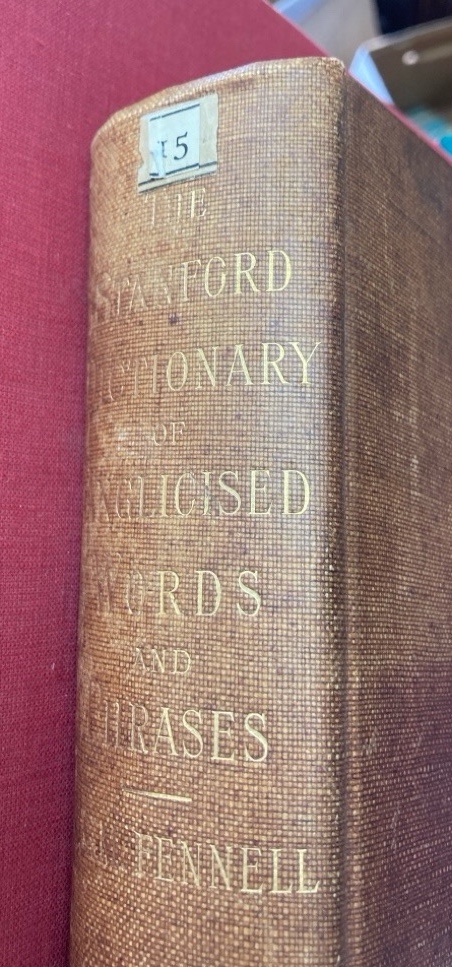 15
THE
STANFORD
DICTIONARY
OF
ANGLICISED
WORDS
AND
PHRASES
FENNELL